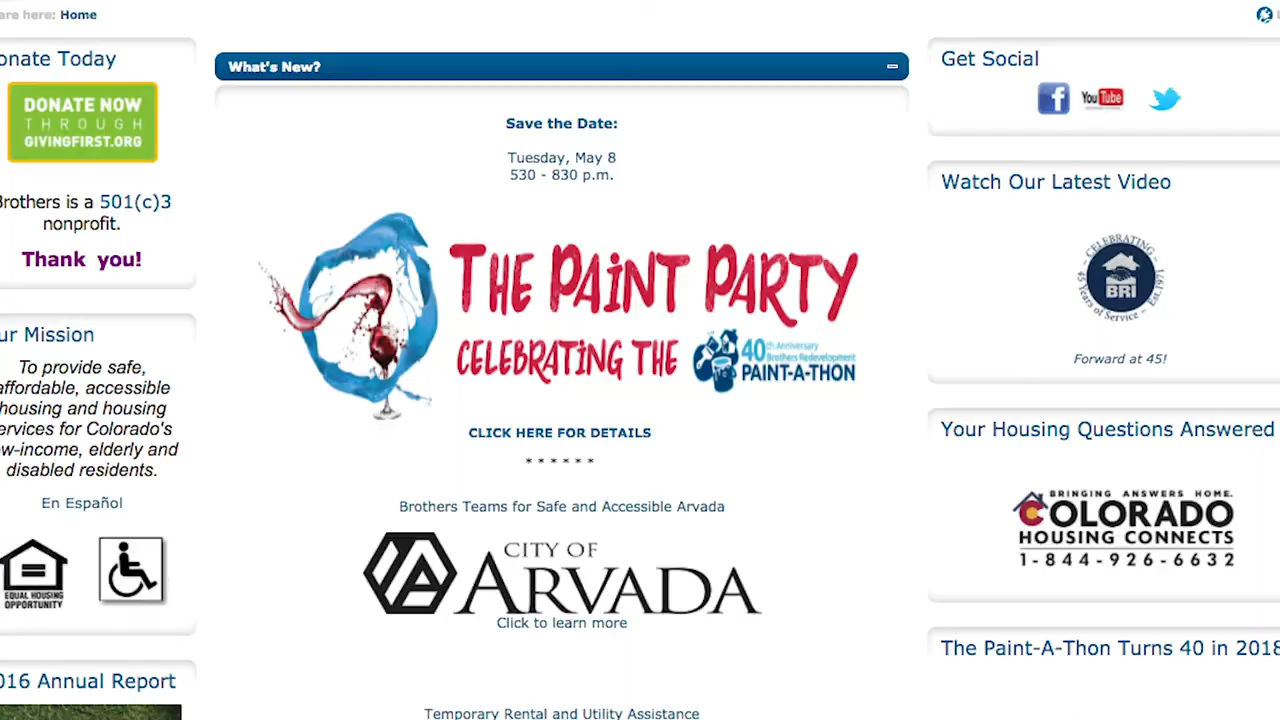 are here: Home
onate Today
DONATE NOW
THROUGH
GIVINGFIRST.ORG
Brothers is a 501(c)3
nonprofit.
Thank you!
ur Mission
To provide safe,
affordable, accessible
housing and housing
services for Colorado's
w-income, elderly and
disabled residents.
En Español
EQUAL HOUSING
OPPORTUNITY
016 Annual Report
What's New?
Save the Date:
Tuesday, May 8
530 - 830 p.m.
THE PAINT PARTY
CELEBRATING THE
40th Anniversary
Brothers Redevelopment
PAINT-A-THON
CLICK HERE FOR DETAILS
* * * * * *
Brothers Teams for Safe and Accessible Arvada
CITY OF
ARVADA
Click to learn more
Temporary Rental and Utility Assistance
Get Social
You Tube
Watch Our Latest Video
CELEBRATING
BRI
45 Years of Service ~ Est. 1971
Forward at 45!
Your Housing Questions Answered
BRINGING ANSWERS HOME.
COLORADO
HOUSING CONNECTS
1-844-926-6632
The Paint-A-Thon Turns 40 in 2018